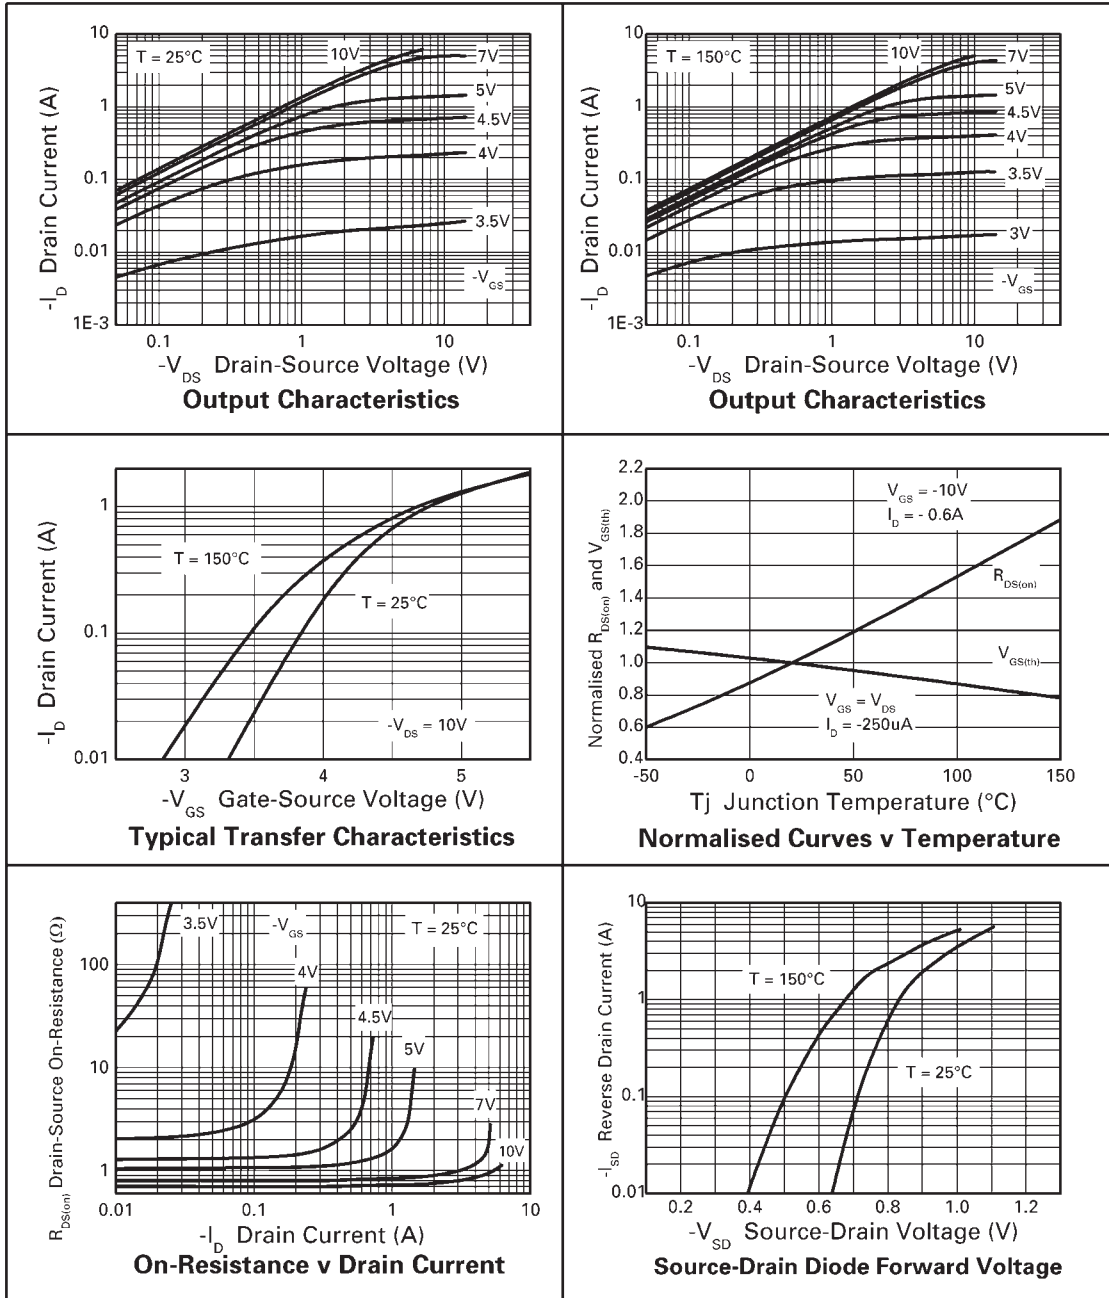 10
T = 25°C
10V
7V
5V
4.5V
4V
3.5V
-V_GS
1
0.1
0.01
1E-3
0.1 1 10
-I_D Drain Current (A)
-V_DS Drain-Source Voltage (V)
Output Characteristics
10
T = 150°C
10V
7V
5V
4.5V
4V
3.5V
3V
-V_GS
1
0.1
0.01
1E-3
0.1 1 10
-I_D Drain Current (A)
-V_DS Drain-Source Voltage (V)
Output Characteristics
1
0.1
0.01
T = 150°C
T = 25°C
-V_DS = 10V
3 4 5
-I_D Drain Current (A)
-V_GS Gate-Source Voltage (V)
Typical Transfer Characteristics
2.2
2.0
1.8
1.6
1.4
1.2
1.0
0.8
0.6
0.4
V_GS = -10V
I_D = - 0.6A
R_DS(on)
V_GS(th)
V_GS = V_DS
I_D = -250uA
-50 0 50 100 150
Normalised R_DS(on) and V_GS(th)
Tj Junction Temperature (°C)
Normalised Curves v Temperature
3.5V
-V_GS
T = 25°C
4V
4.5V
5V
7V
10V
100
10
1
0.01 0.1 1 10
R_DS(on) Drain-Source On-Resistance (Ω)
-I_D Drain Current (A)
On-Resistance v Drain Current
10
1
0.1
0.01
T = 150°C
T = 25°C
0.2 0.4 0.6 0.8 1.0 1.2
-I_SD Reverse Drain Current (A)
-V_SD Source-Drain Voltage (V)
Source-Drain Diode Forward Voltage